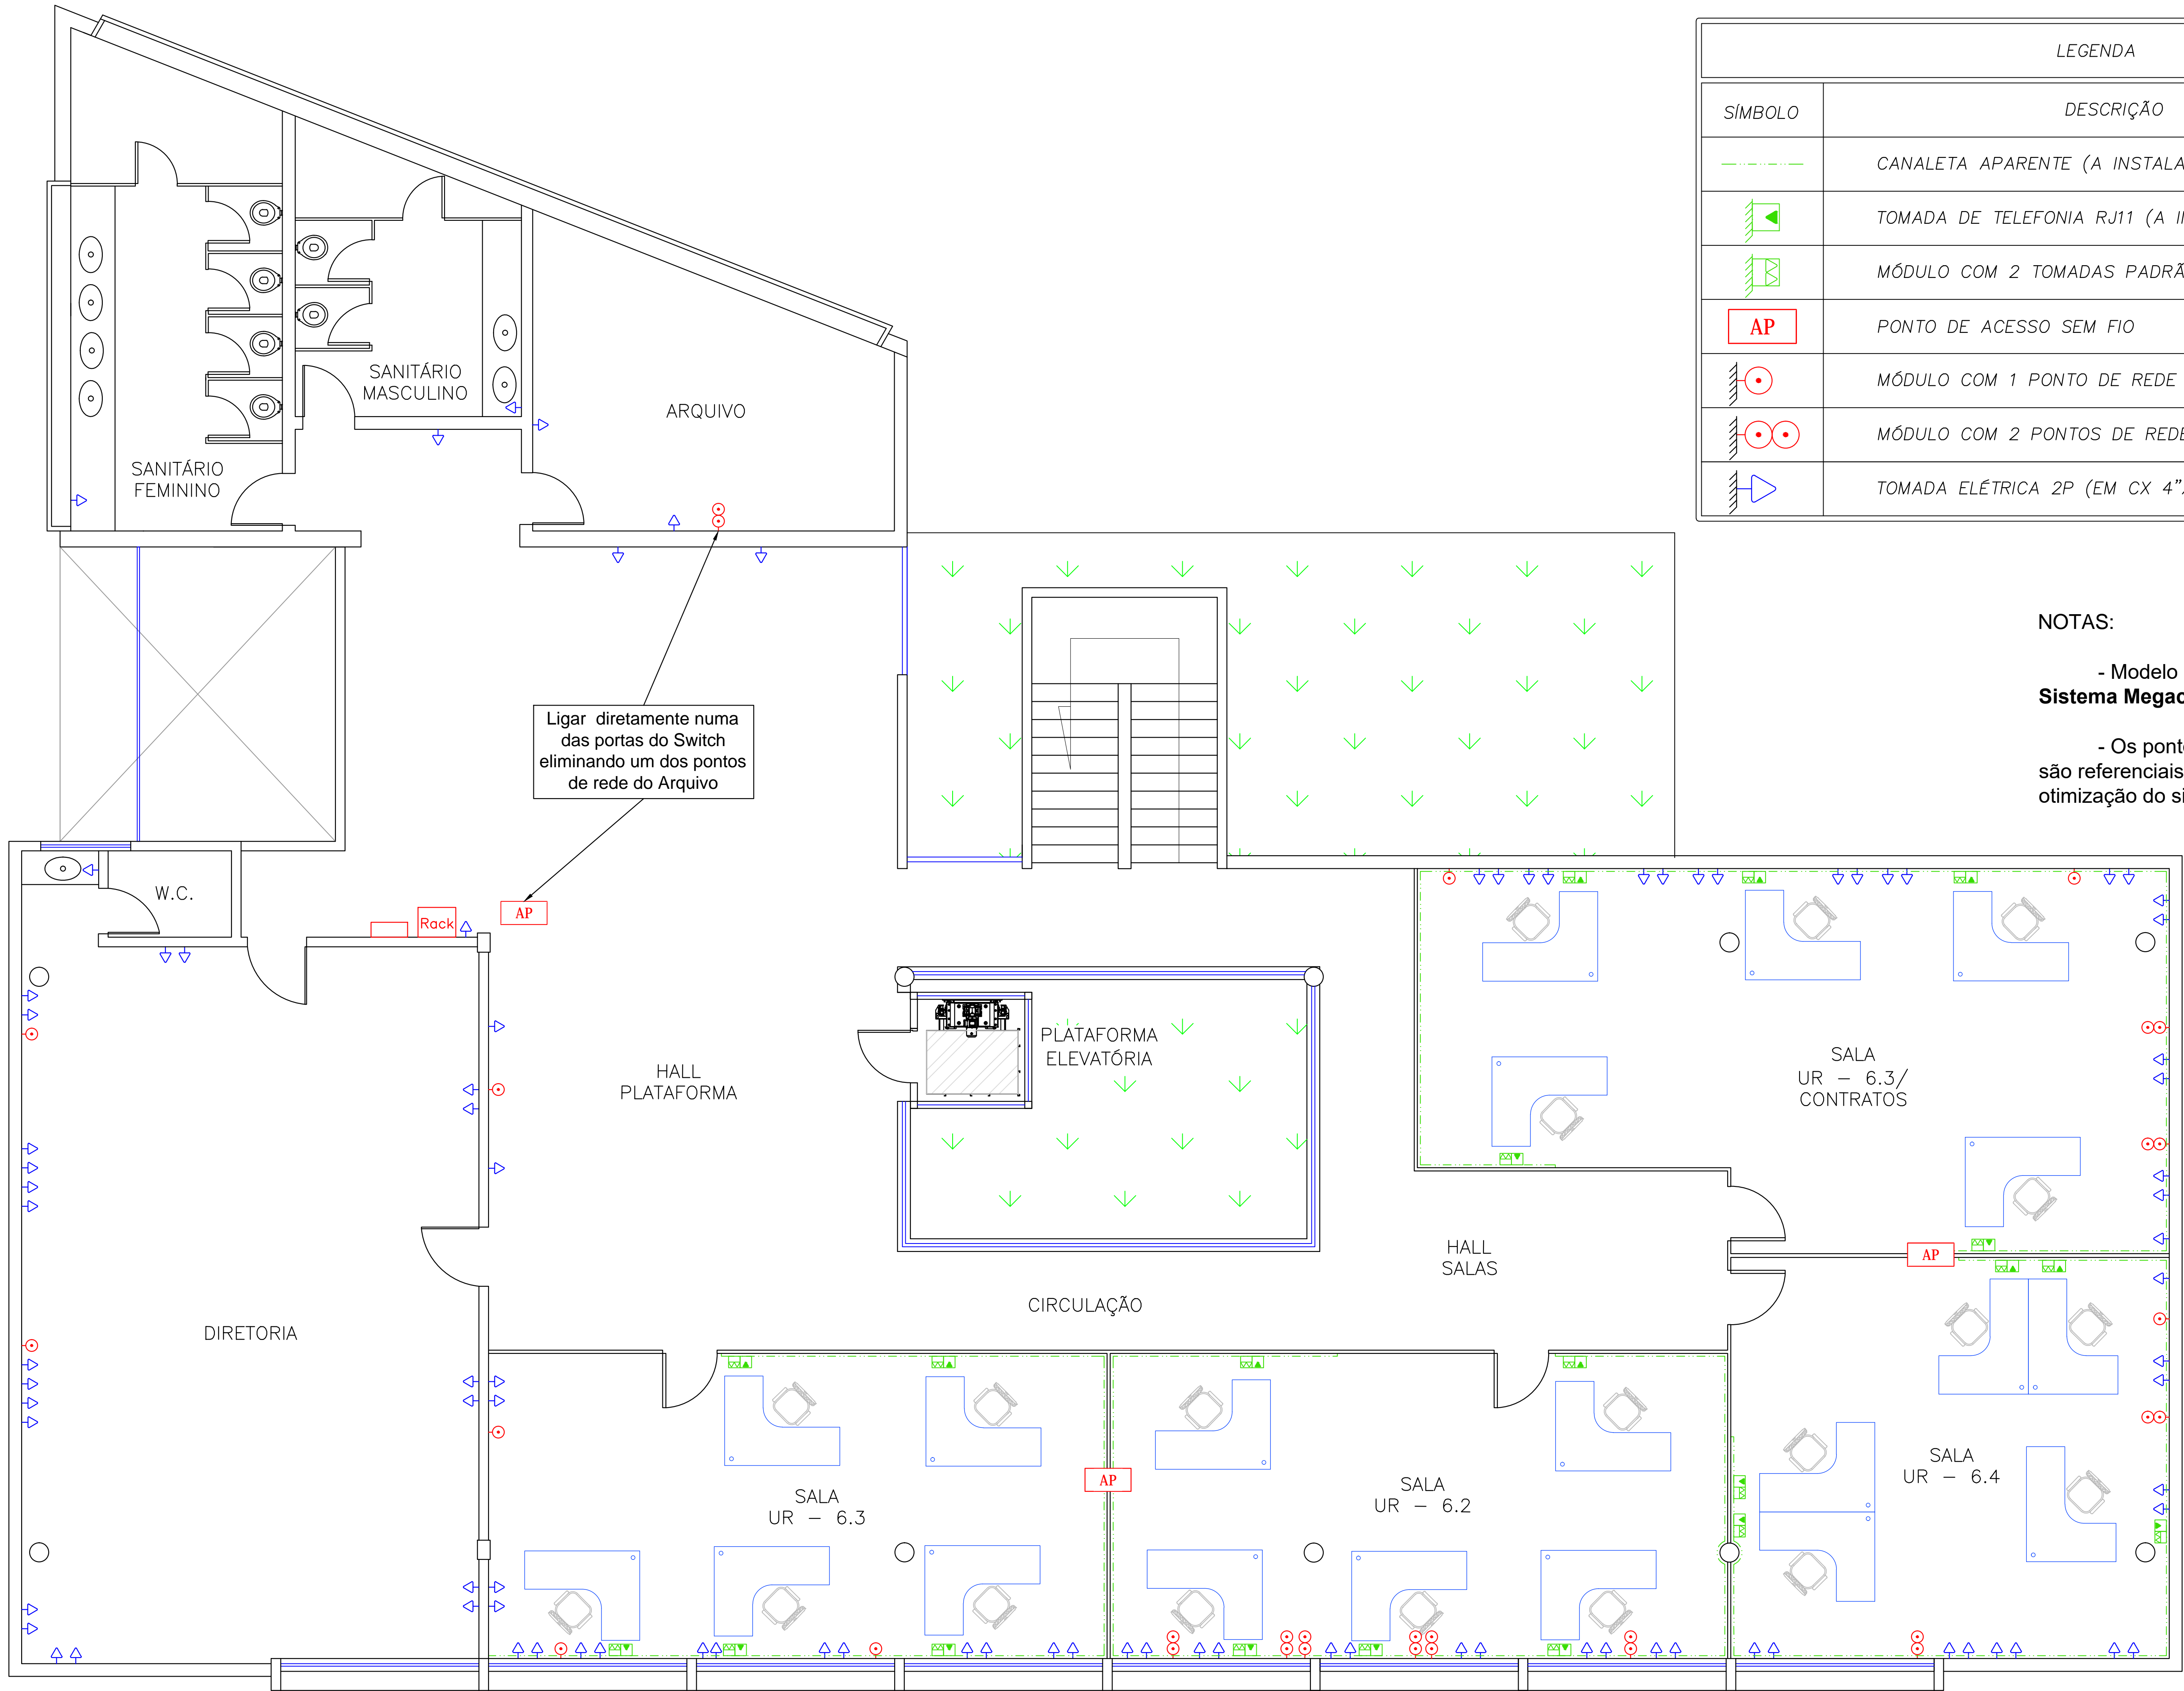 LEGENDA
SÍMBOLO
DESCRIÇÃO
CANALETA APARENTE (A INSTALA
TOMADA DE TELEFONIA RJ11 (A I
MÓDULO COM 2 TOMADAS PADRÃ
AP
PONTO DE ACESSO SEM FIO
MÓDULO COM 1 PONTO DE REDE
MÓDULO COM 2 PONTOS DE REDE
TOMADA ELÉTRICA 2P (EM CX 4"
SANITÁRIO
MASCULINO
ARQUIVO
SANITÁRIO
FEMININO
NOTAS:
- Modelo
Sistema Megac
- Os ponto
são referenciais
otimização do si
Ligar diretamente numa
das portas do Switch
eliminando um dos pontos
de rede do Arquivo
W.C.
Rack
AP
PLATAFORMA
ELEVATÓRIA
HALL
PLATAFORMA
SALA
UR - 6.3/
CONTRATOS
HALL
SALAS
AP
CIRCULAÇÃO
DIRETORIA
SALA
UR - 6.3
AP
SALA
UR - 6.2
SALA
UR - 6.4